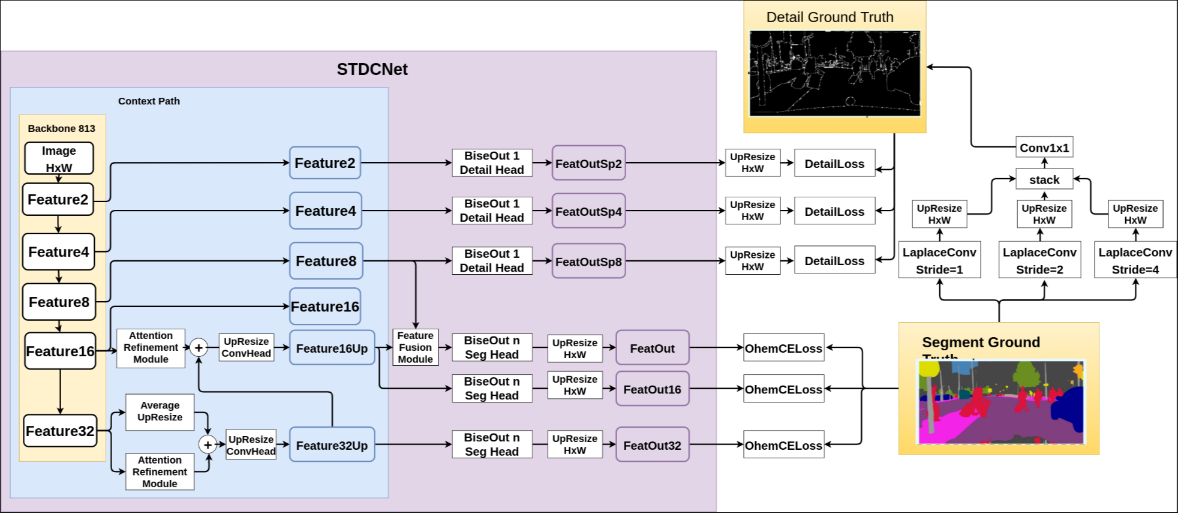 Detail Ground Truth
STDCNet
Context Path
Backbone 813
Image
HxW
Feature2
Feature4
Feature8
Feature16
Feature32
Feature2
Feature4
Feature8
Feature16
Attention
Refinement
Module
+
UpResize
ConvHead
Feature16Up
Feature
Fusion
Module
Average
UpResize
Attention
Refinement
Module
+
UpResize
ConvHead
Feature32Up
BiseOut 1
Detail Head
FeatOutSp2
UpResize
HxW
DetailLoss
BiseOut 1
Detail Head
FeatOutSp4
UpResize
HxW
DetailLoss
BiseOut 1
Detail Head
FeatOutSp8
UpResize
HxW
DetailLoss
BiseOut n
Seg Head
UpResize
HxW
FeatOut
OhemCELoss
BiseOut n
Seg Head
UpResize
HxW
FeatOut16
OhemCELoss
BiseOut n
Seg Head
UpResize
HxW
FeatOut32
OhemCELoss
Conv1x1
stack
UpResize
HxW
UpResize
HxW
UpResize
HxW
LaplaceConv
Stride=1
LaplaceConv
Stride=2
LaplaceConv
Stride=4
Segment Ground
Truth